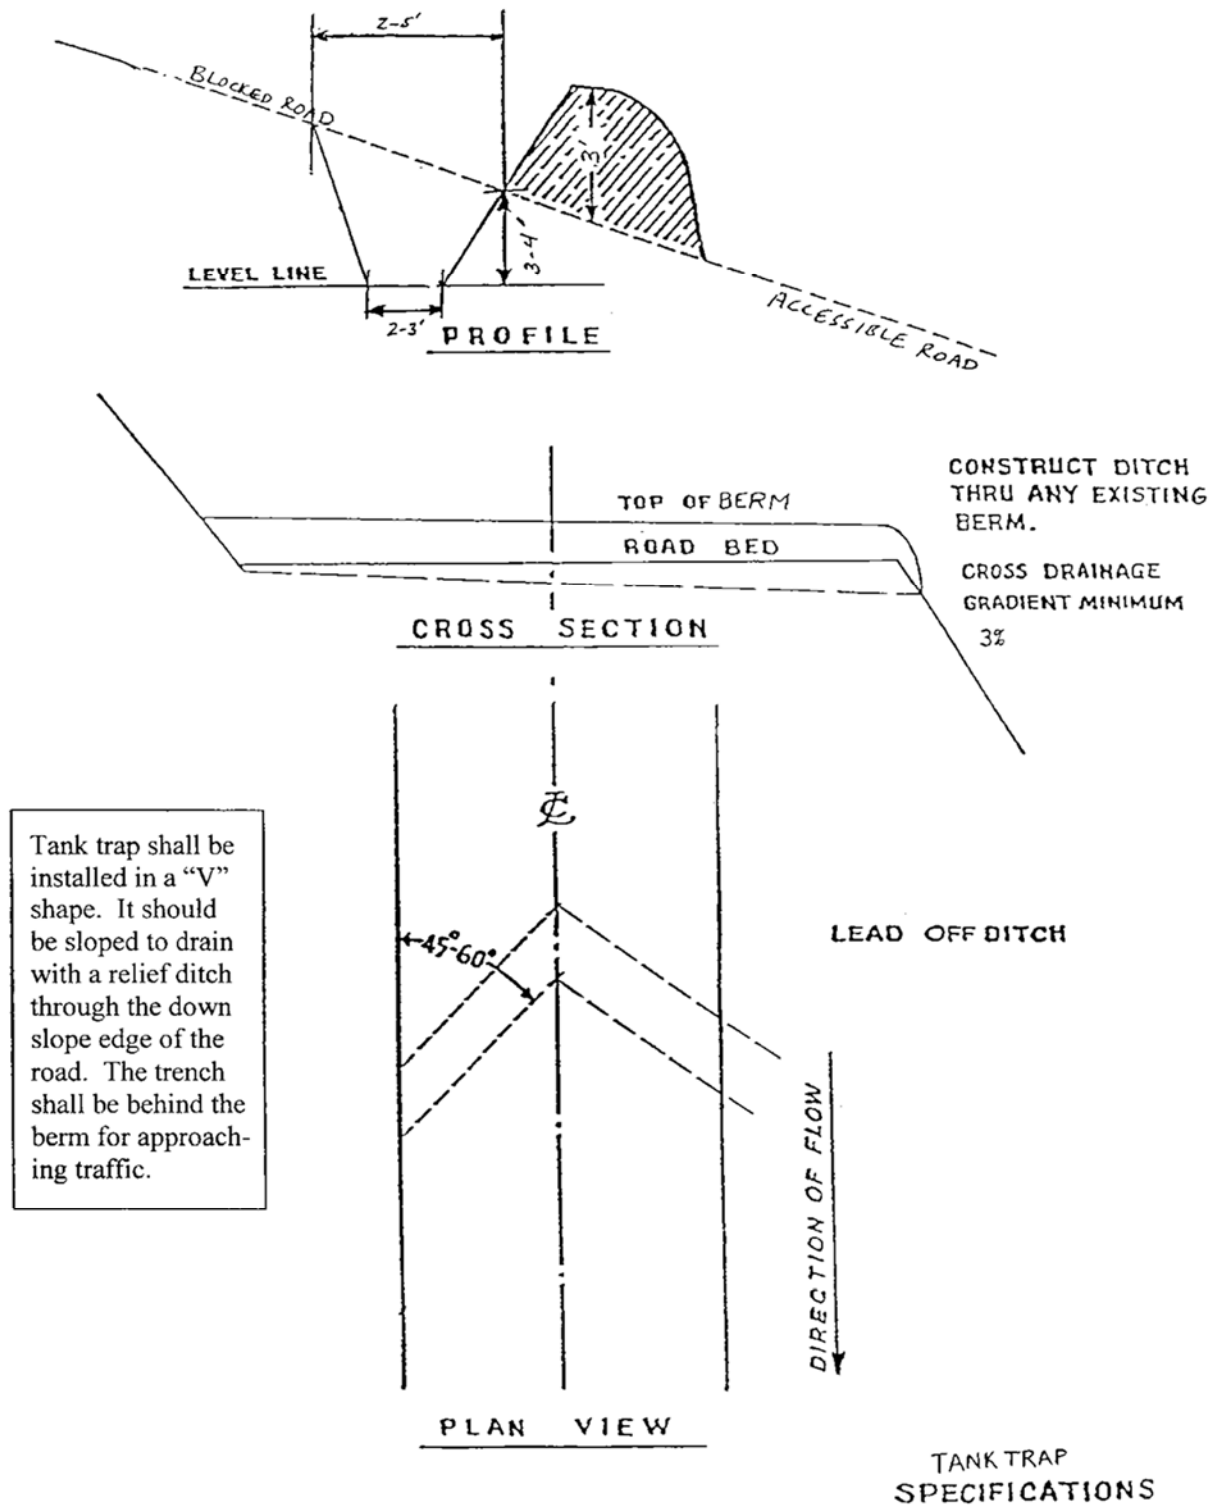 2-5'
BLOCKED ROAD
3'
3-4'
LEVEL LINE
2-3'
ACCESSIBLE ROAD
PROFILE
CONSTRUCT DITCH
THRU ANY EXISTING
BERM.
TOP OF BERM
ROAD BED
CROSS DRAINAGE
GRADIENT MINIMUM
3%
CROSS SECTION
℄
Tank trap shall be
installed in a “V”
shape. It should
be sloped to drain
with a relief ditch
through the down
slope edge of the
road. The trench
shall be behind the
berm for approach-
ing traffic.
45°-60°
LEAD OFF DITCH
DIRECTION OF FLOW
PLAN VIEW
TANK TRAP
SPECIFICATIONS